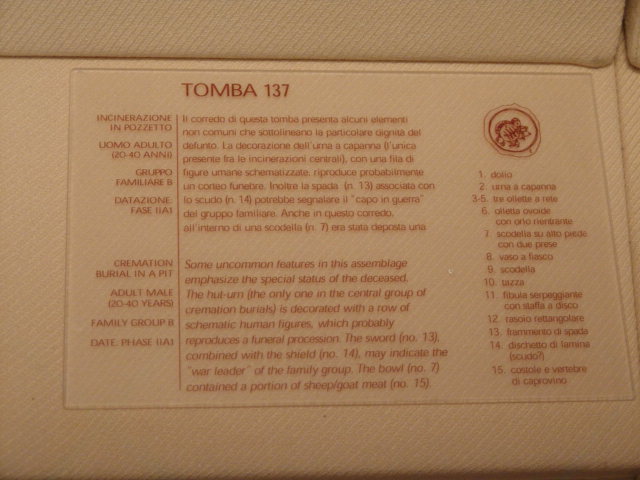 TOMBA 137
INCINERAZIONE
IN POZZETTO
UOMO ADULTO
(20-40 ANNI)
GRUPPO
FAMILIARE B
DATAZIONE:
FASE IIA1
Il corredo di questa tomba presenta alcuni elementi
non comuni che sottolineano la particolare dignità del
defunto. La decorazione dell'urna a capanna (l'unica
presente fra le incinerazioni centrali), con una fila di
figure umane schematizzate, riproduce probabilmente
un corteo funebre. Inoltre la spada (n. 13) associata con
lo scudo (n. 14) potrebbe segnalare il "capo in guerra"
del gruppo familiare. Anche in questo corredo,
all'interno di una scodella (n. 7) era stata deposta una
CREMATION
BURIAL IN A PIT
ADULT MALE
(20-40 YEARS)
FAMILY GROUP B
DATE: PHASE IIA1
Some uncommon features in this assemblage
emphasize the special status of the deceased.
The hut-urn (the only one in the central group of
cremation burials) is decorated with a row of
schematic human figures, which probably
reproduces a funeral procession. The sword (no. 13),
combined with the shield (no. 14), may indicate the
"war leader" of the family group. The bowl (no. 7)
contained a portion of sheep/goat meat (no. 15).
1. dolio
2. urna a capanna
3-5. tre ollette a rete
6. olletta ovoide
con orlo rientrante
7. scodella su alto piede
con due prese
8. vaso a fiasco
9. scodella
10. tazza
11. fibula serpeggiante
con staffa a disco
12. rasoio rettangolare
13. frammento di spada
14. dischetto di lamina
(scudo?)
15. costole e vertebre
di caprovino